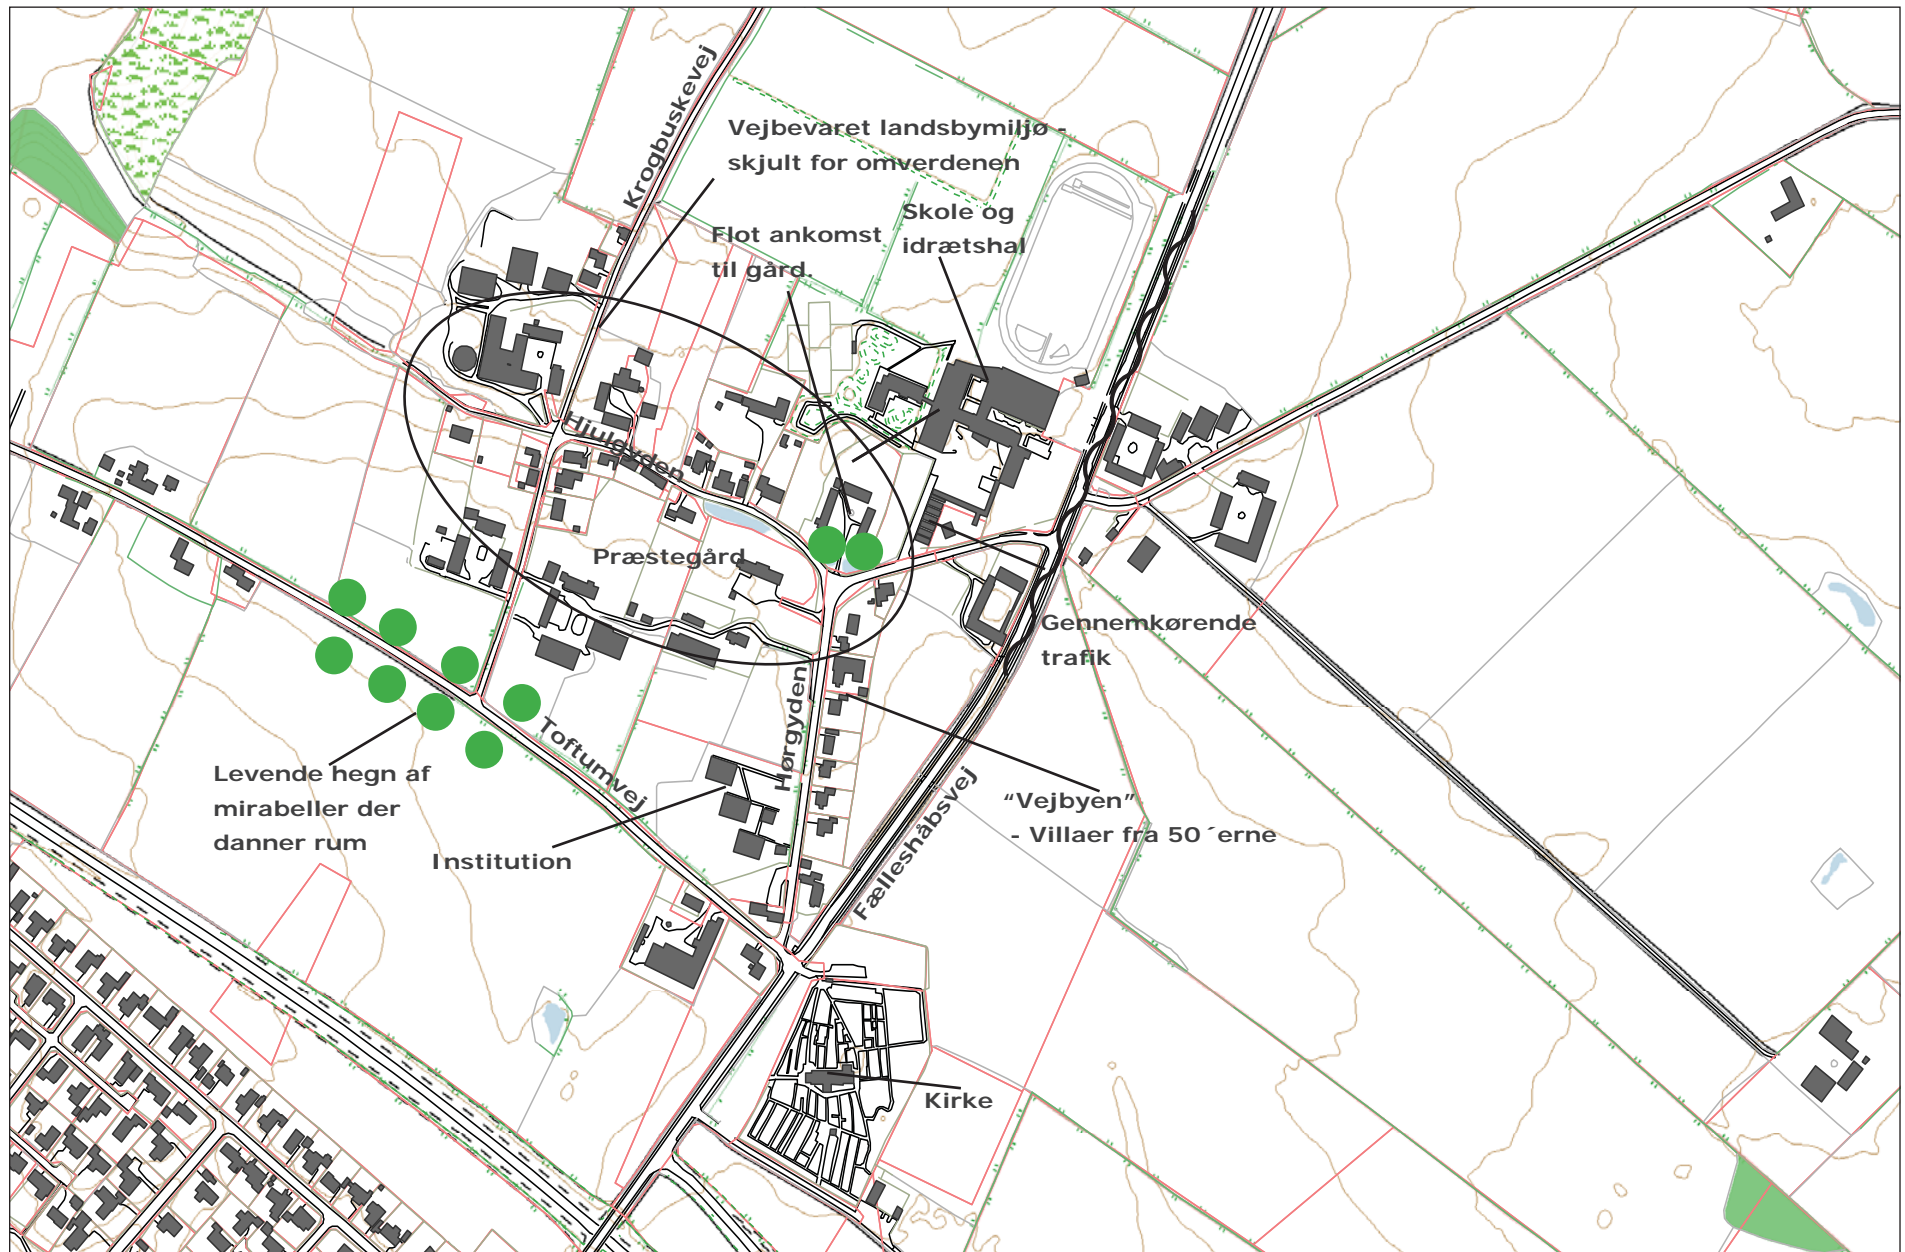 Krogbuskevej
Vejbevaret landsbymiljø -
skjult for omverdenen
Skole og
idrætshal
Flot ankomst
til gård.
Hjulgyden
Præstegård
Gennemkørende
trafik
Hørgyden
Toftumvej
Levende hegn af
mirabeller der
danner rum
Institution
Fælleshåbsvej
“Vejbyen”
- Villaer fra 50´erne
Kirke